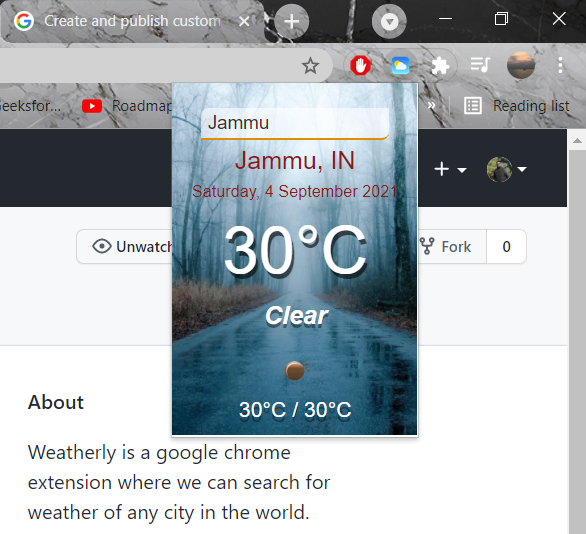 Create and publish custom
Geeksfor...
Roadmap
»
Reading list
Jammu
Jammu, IN
Saturday, 4 September 2021
30°C
Clear
30°C / 30°C
Unwatch
Fork
0
About
Weatherly is a google chrome
extension where we can search for
weather of any city in the world.